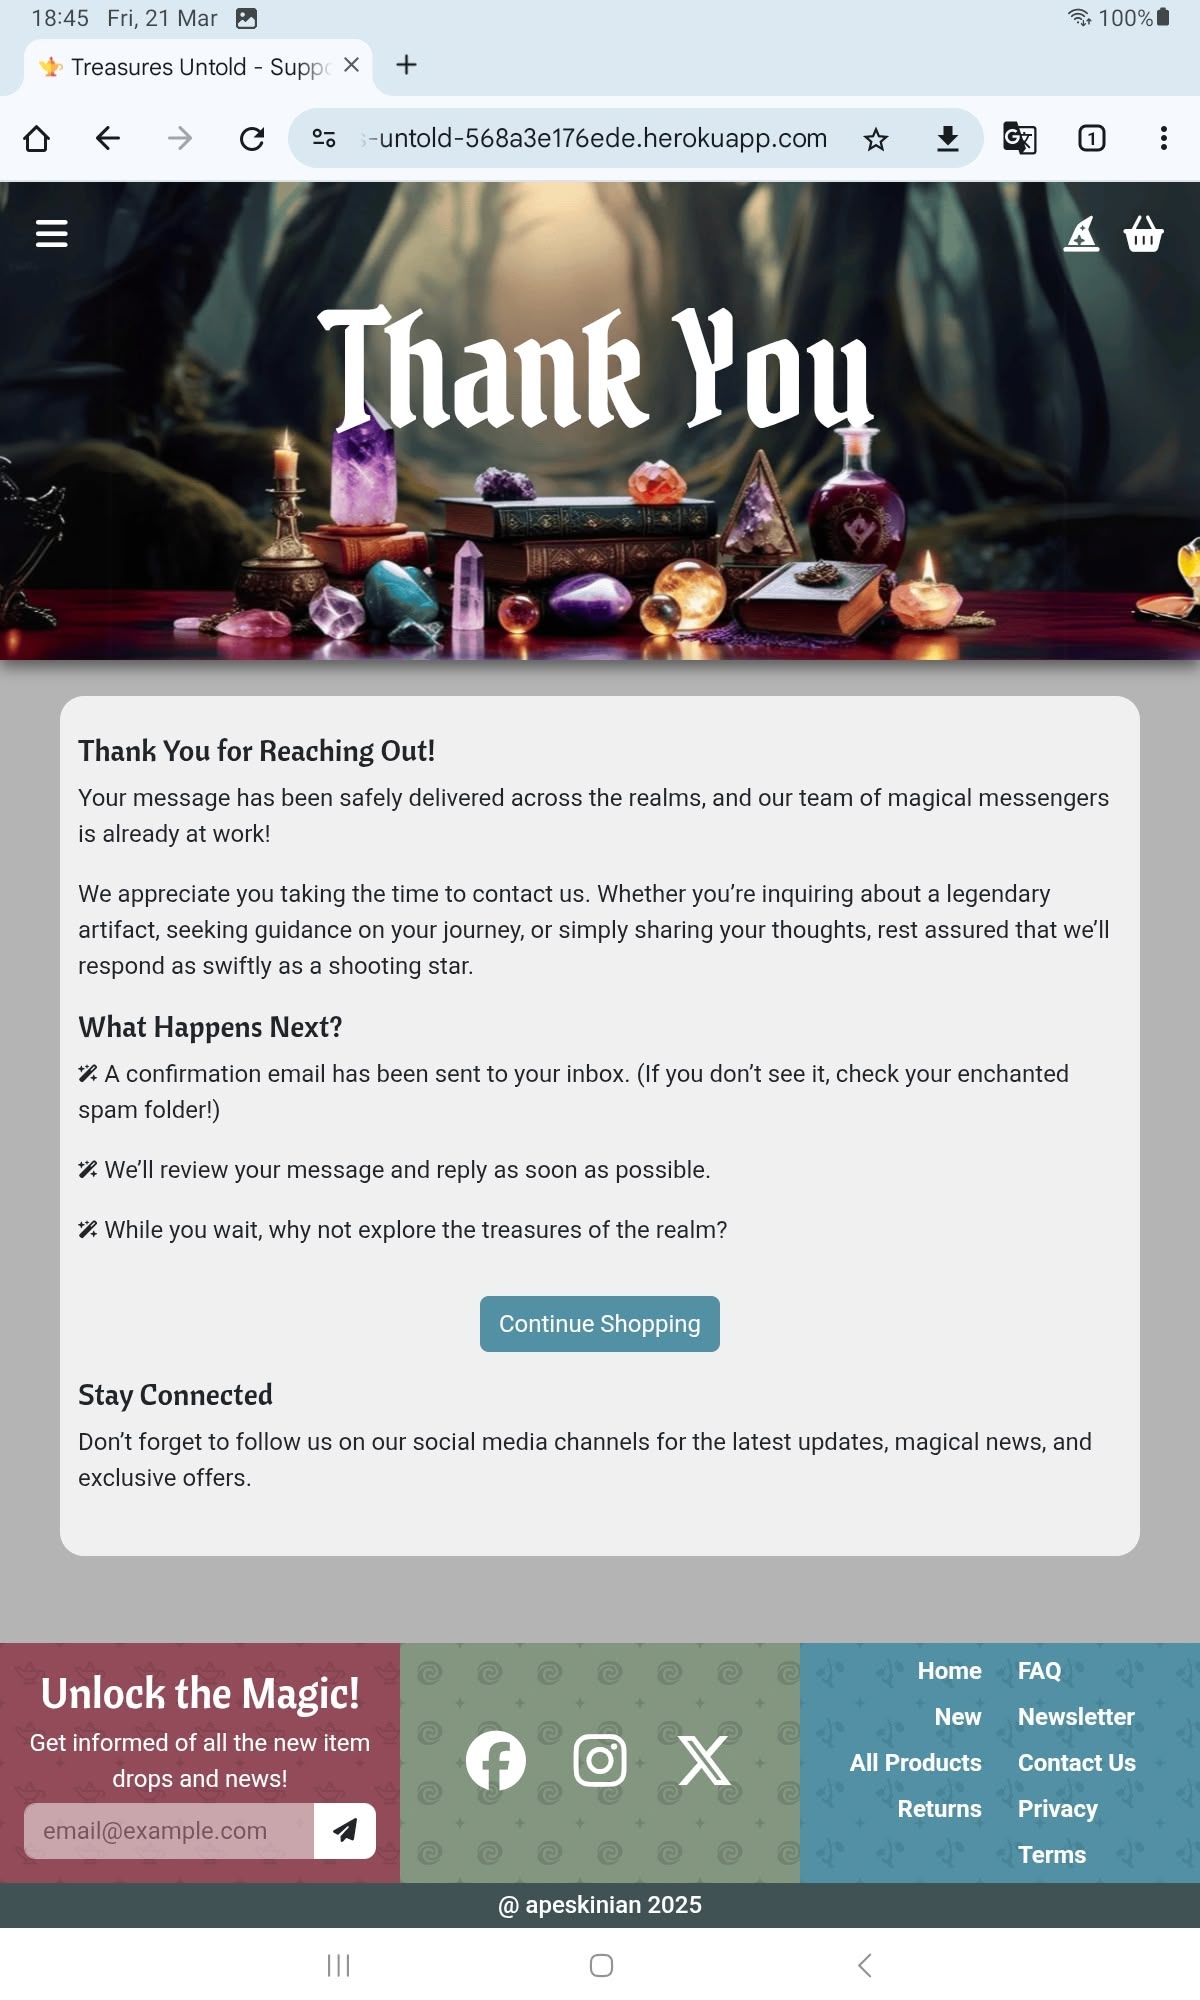 18:45 Fri, 21 Mar 100%
Treasures Untold - Supp
-untold-568a3e176ede.herokuapp.com 1
Thank You
Thank You for Reaching Out!
Your message has been safely delivered across the realms, and our team of magical messengers
is already at work!
We appreciate you taking the time to contact us. Whether you’re inquiring about a legendary
artifact, seeking guidance on your journey, or simply sharing your thoughts, rest assured that we’ll
respond as swiftly as a shooting star.
What Happens Next?
A confirmation email has been sent to your inbox. (If you don’t see it, check your enchanted
spam folder!)
We’ll review your message and reply as soon as possible.
While you wait, why not explore the treasures of the realm?
Continue Shopping
Stay Connected
Don’t forget to follow us on our social media channels for the latest updates, magical news, and
exclusive offers.
Unlock the Magic!
Get informed of all the new item
drops and news!
email@example.com
Home
New
All Products
Returns
FAQ
Newsletter
Contact Us
Privacy
Terms
@ apeskinian 2025